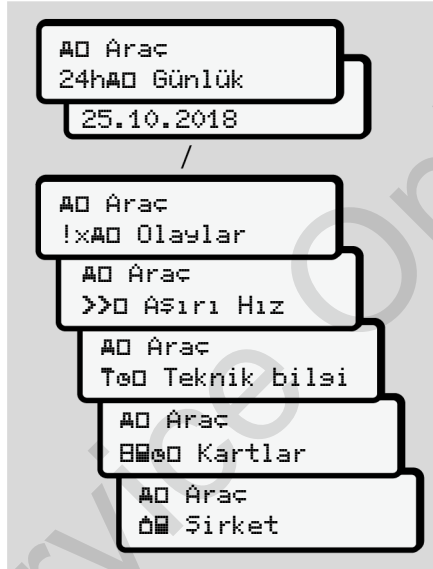 Araç
24h Günlük
25.10.2018
/
Araç
!x Olaylar
Araç
>> Aşırı Hız
Araç
Teknik bilgi
Araç
Kartlar
Araç
Şirket